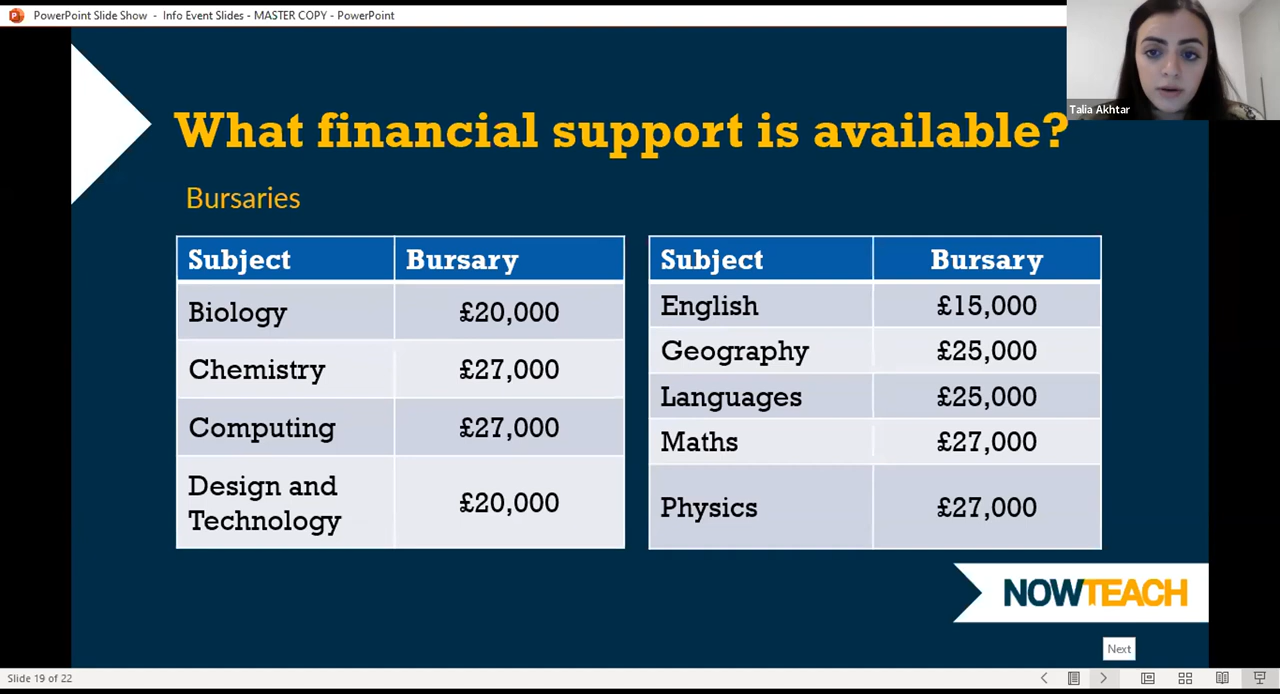 PowerPoint Slide Show - Info Event Slides - MASTER COPY - PowerPoint
Talia Akhtar
What financial support is available?
Bursaries
Subject Bursary
Biology £20,000
Chemistry £27,000
Computing £27,000
Design and
Technology £20,000
Subject Bursary
English £15,000
Geography £25,000
Languages £25,000
Maths £27,000
Physics £27,000
NOWTEACH
Next
Slide 19 of 22